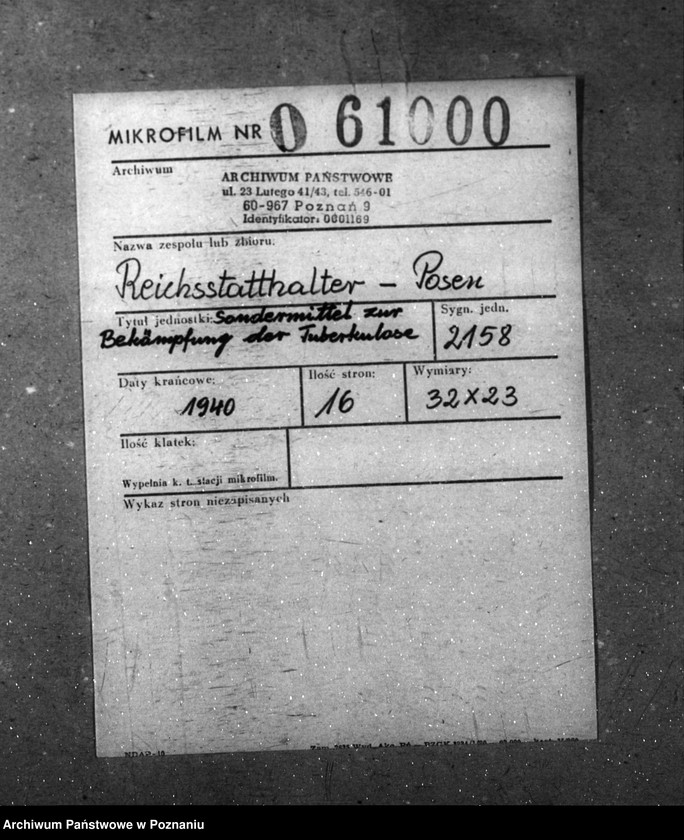 MIKROFILM NR 0 61000
Archiwum
ARCHIWUM PAŃSTWOWE
ul. 23 Lutego 41/43, tel. 546-01
60-967 Poznań 9
Identyfikator: 0001169
Nazwa zespołu lub zbioru:
Reichsstatthalter – Posen
Tytuł jednostki: Sondermittel zur
Bekämpfung der Tuberkulose
Sygn. jedn.
2158
Daty krańcowe:
1940
Ilość stron:
16
Wymiary:
32x23
Ilość klatek:
Wypełnia k. t. stacji mikrofilm.
Wykaz stron niezapisanych
Archiwum Państwowe w Poznaniu